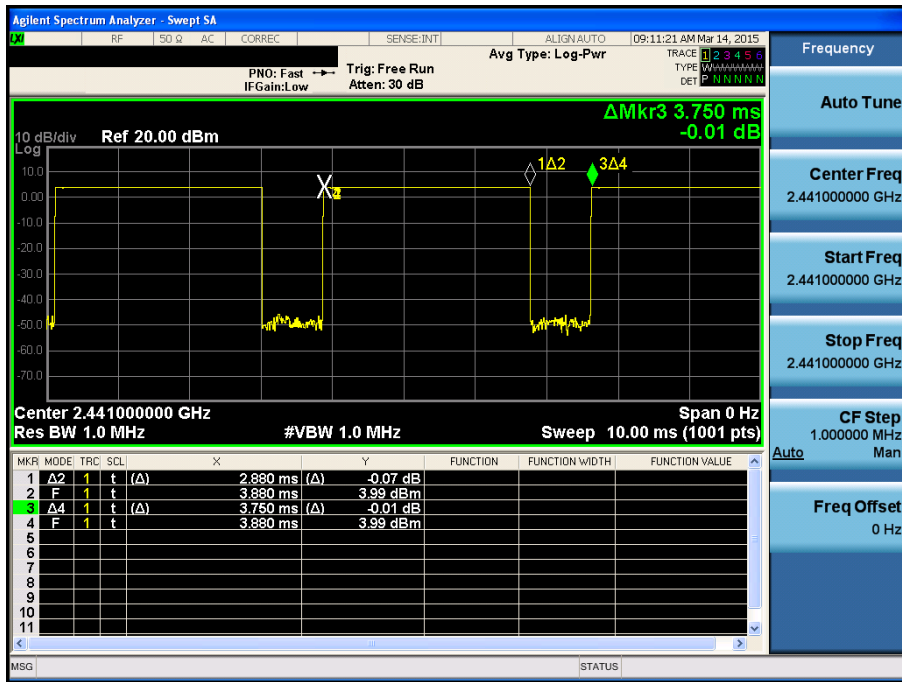 Agilent Spectrum Analyzer - Swept SA
LXI RF 50 Ω AC CORREC SENSE:INT ALIGNAUTO 09:11:21 AM Mar 14, 2015
Frequency
Avg Type: Log-Pwr
TRACE 1 2 3 4 5 6
PNO: Fast Trig: Free Run
TYPE WWWWWW
IFGain:Low Atten: 30 dB
DET P N N N N N
Auto Tune
ΔMkr3 3.750 ms
-0.01 dB
10 dB/div Ref 20.00 dBm
Log
10.0
0.00
-10.0
-20.0
-30.0
-40.0
-50.0
-60.0
-70.0
1Δ2 3Δ4
X
Center Freq
2.441000000 GHz
Start Freq
2.441000000 GHz
Stop Freq
2.441000000 GHz
Center 2.441000000 GHz Span 0 Hz
Res BW 1.0 MHz #VBW 1.0 MHz Sweep 10.00 ms (1001 pts)
CF Step
1.000000 MHz
Auto Man
MKR MODE TRC SCL X Y FUNCTION FUNCTION WIDTH FUNCTION VALUE
1 Δ2 1 t (Δ) 2.880 ms (Δ) -0.07 dB
2 F 1 t 3.880 ms 3.99 dBm
3 Δ4 1 t (Δ) 3.750 ms (Δ) -0.01 dB
4 F 1 t 3.880 ms 3.99 dBm
5
6
7
8
9
10
11
Freq Offset
0 Hz
MSG STATUS